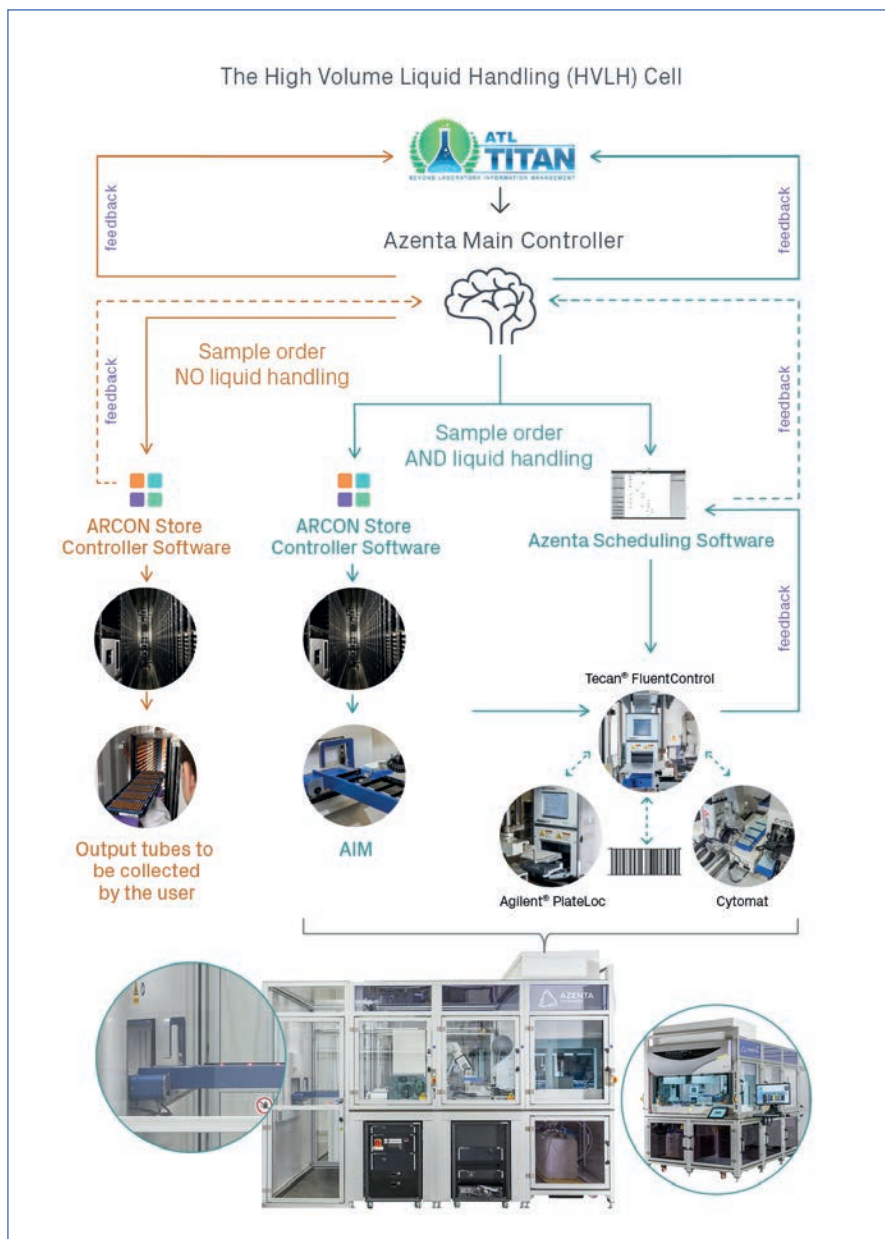 The High Volume Liquid Handling (HVLH) Cell
ATL
TITAN
BEYOND LABORATORY INFORMATION MANAGEMENT
feedback
feedback
Azenta Main Controller
feedback
feedback
Sample order
NO liquid handling
Sample order
AND liquid handling
ARCON Store
Controller Software
ARCON Store
Controller Software
Azenta Scheduling Software
feedback
Tecan® FluentControl
Output tubes to
be collected
by the user
AIM
Agilent® PlateLoc
Cytomat
AZENTA